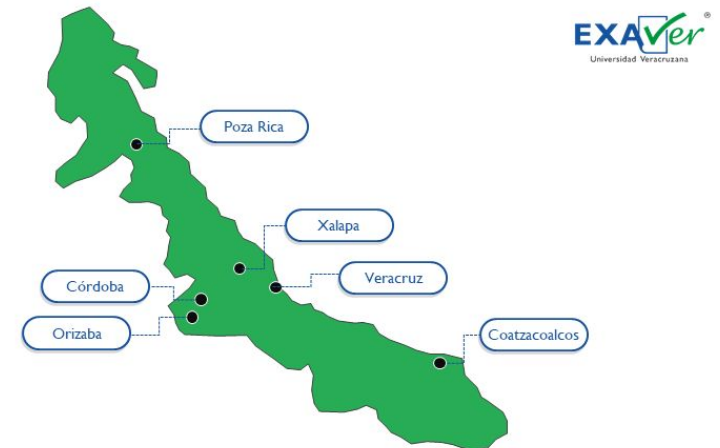 EXAVer®
Universidad Veracruzana
Poza Rica
Xalapa
Veracruz
Córdoba
Orizaba
Coatzacoalcos